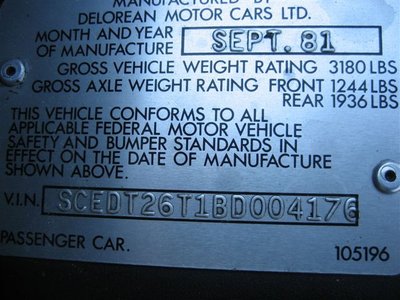 MANUFACTURED BY
DELOREAN MOTOR CARS LTD.
MONTH AND YEAR
OF MANUFACTURE SEPT. 81
GROSS VEHICLE WEIGHT RATING 3180 LBS
GROSS AXLE WEIGHT RATING FRONT 1244 LBS
REAR 1936 LBS
THIS VEHICLE CONFORMS TO ALL
APPLICABLE FEDERAL MOTOR VEHICLE
SAFETY AND BUMPER STANDARDS IN
EFFECT ON THE DATE OF MANUFACTURE
SHOWN ABOVE.
V.I.N. SCEDT26T1BD004176
PASSENGER CAR. 105196